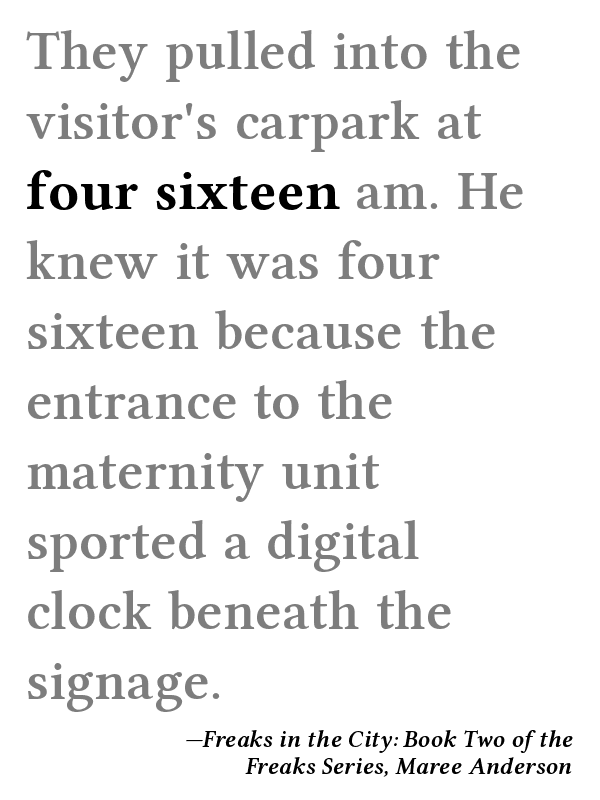 They pulled into the
visitor's carpark at
four sixteen am. He
knew it was four
sixteen because the
entrance to the
maternity unit
sported a digital
clock beneath the
signage.
—Freaks in the City: Book Two of the
Freaks Series, Maree Anderson